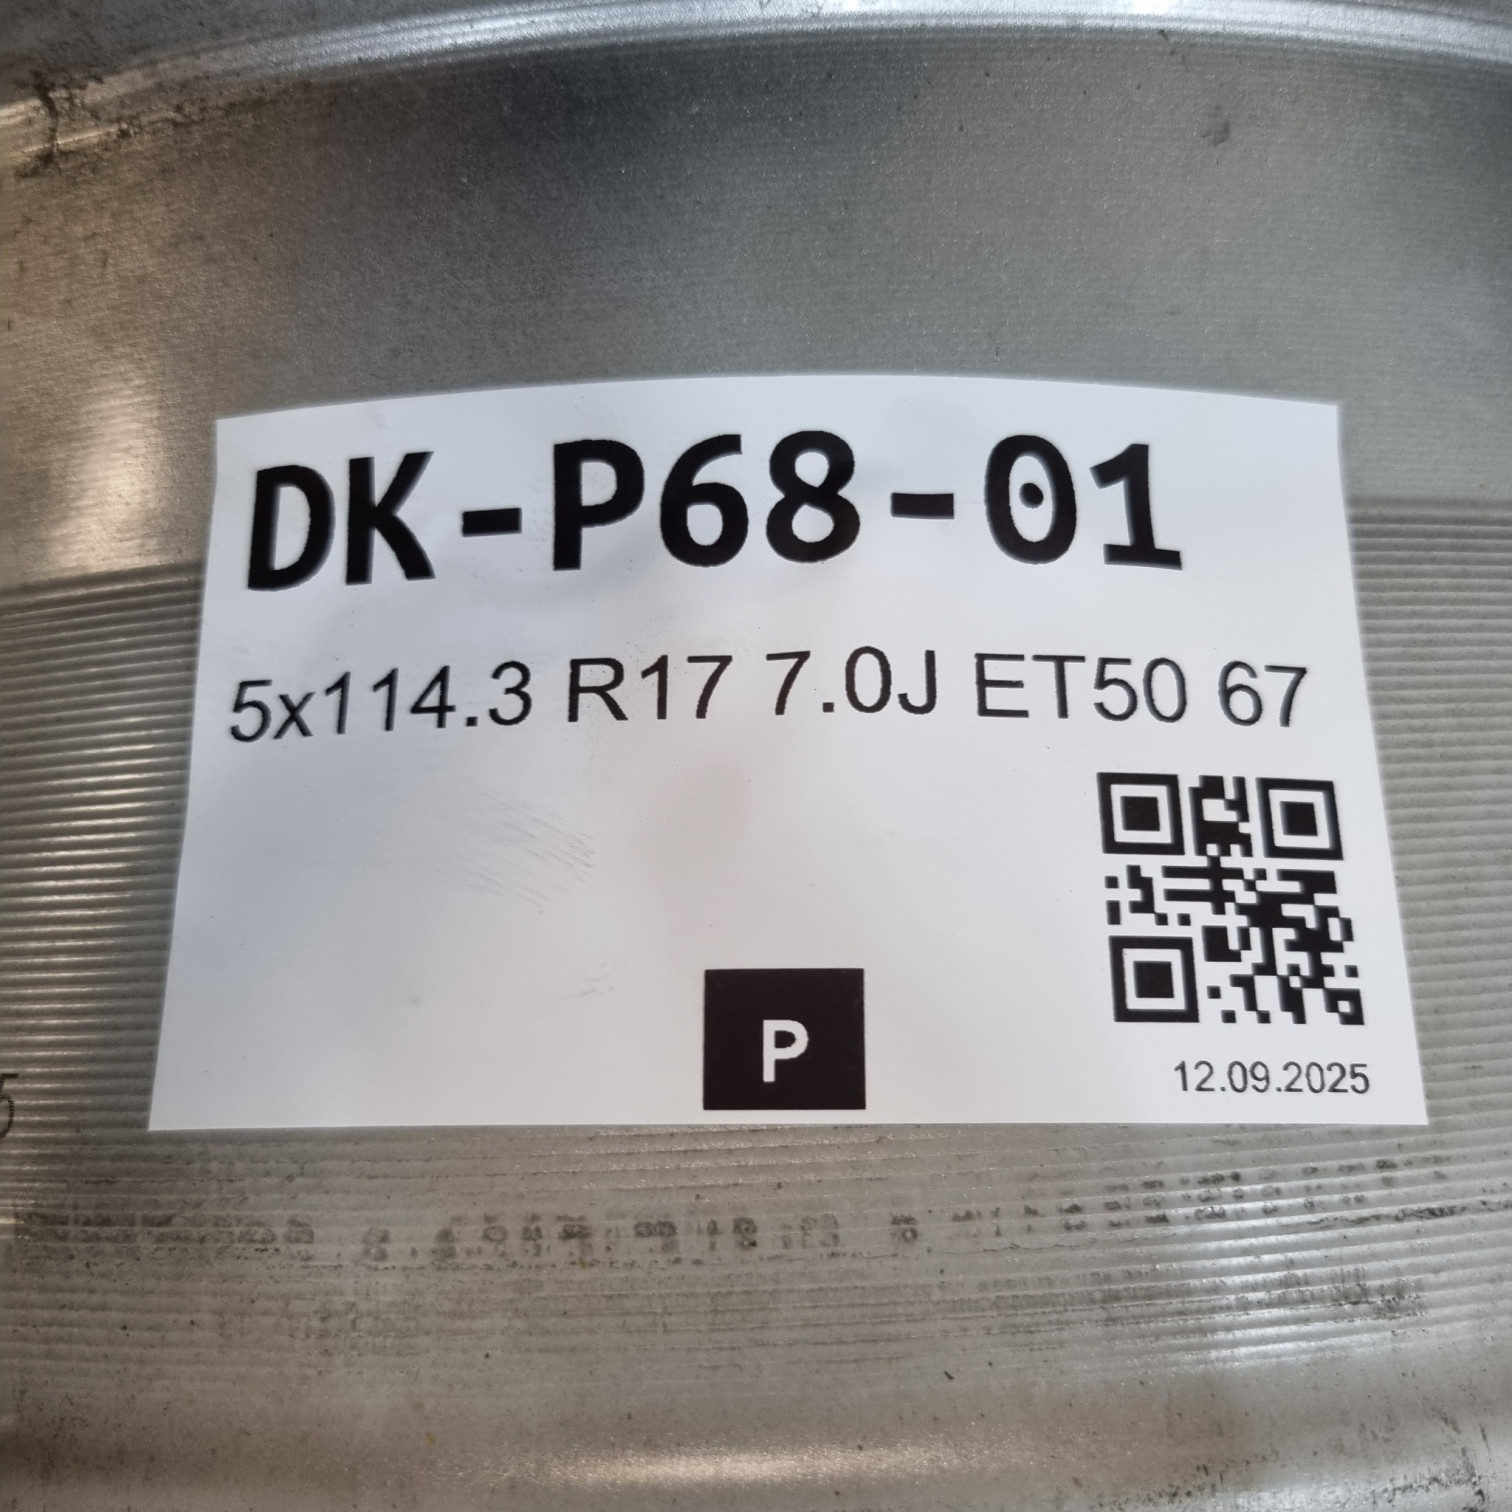 DK-P68-01
5x114.3 R17 7.0J ET50 67
P
12.09.2025